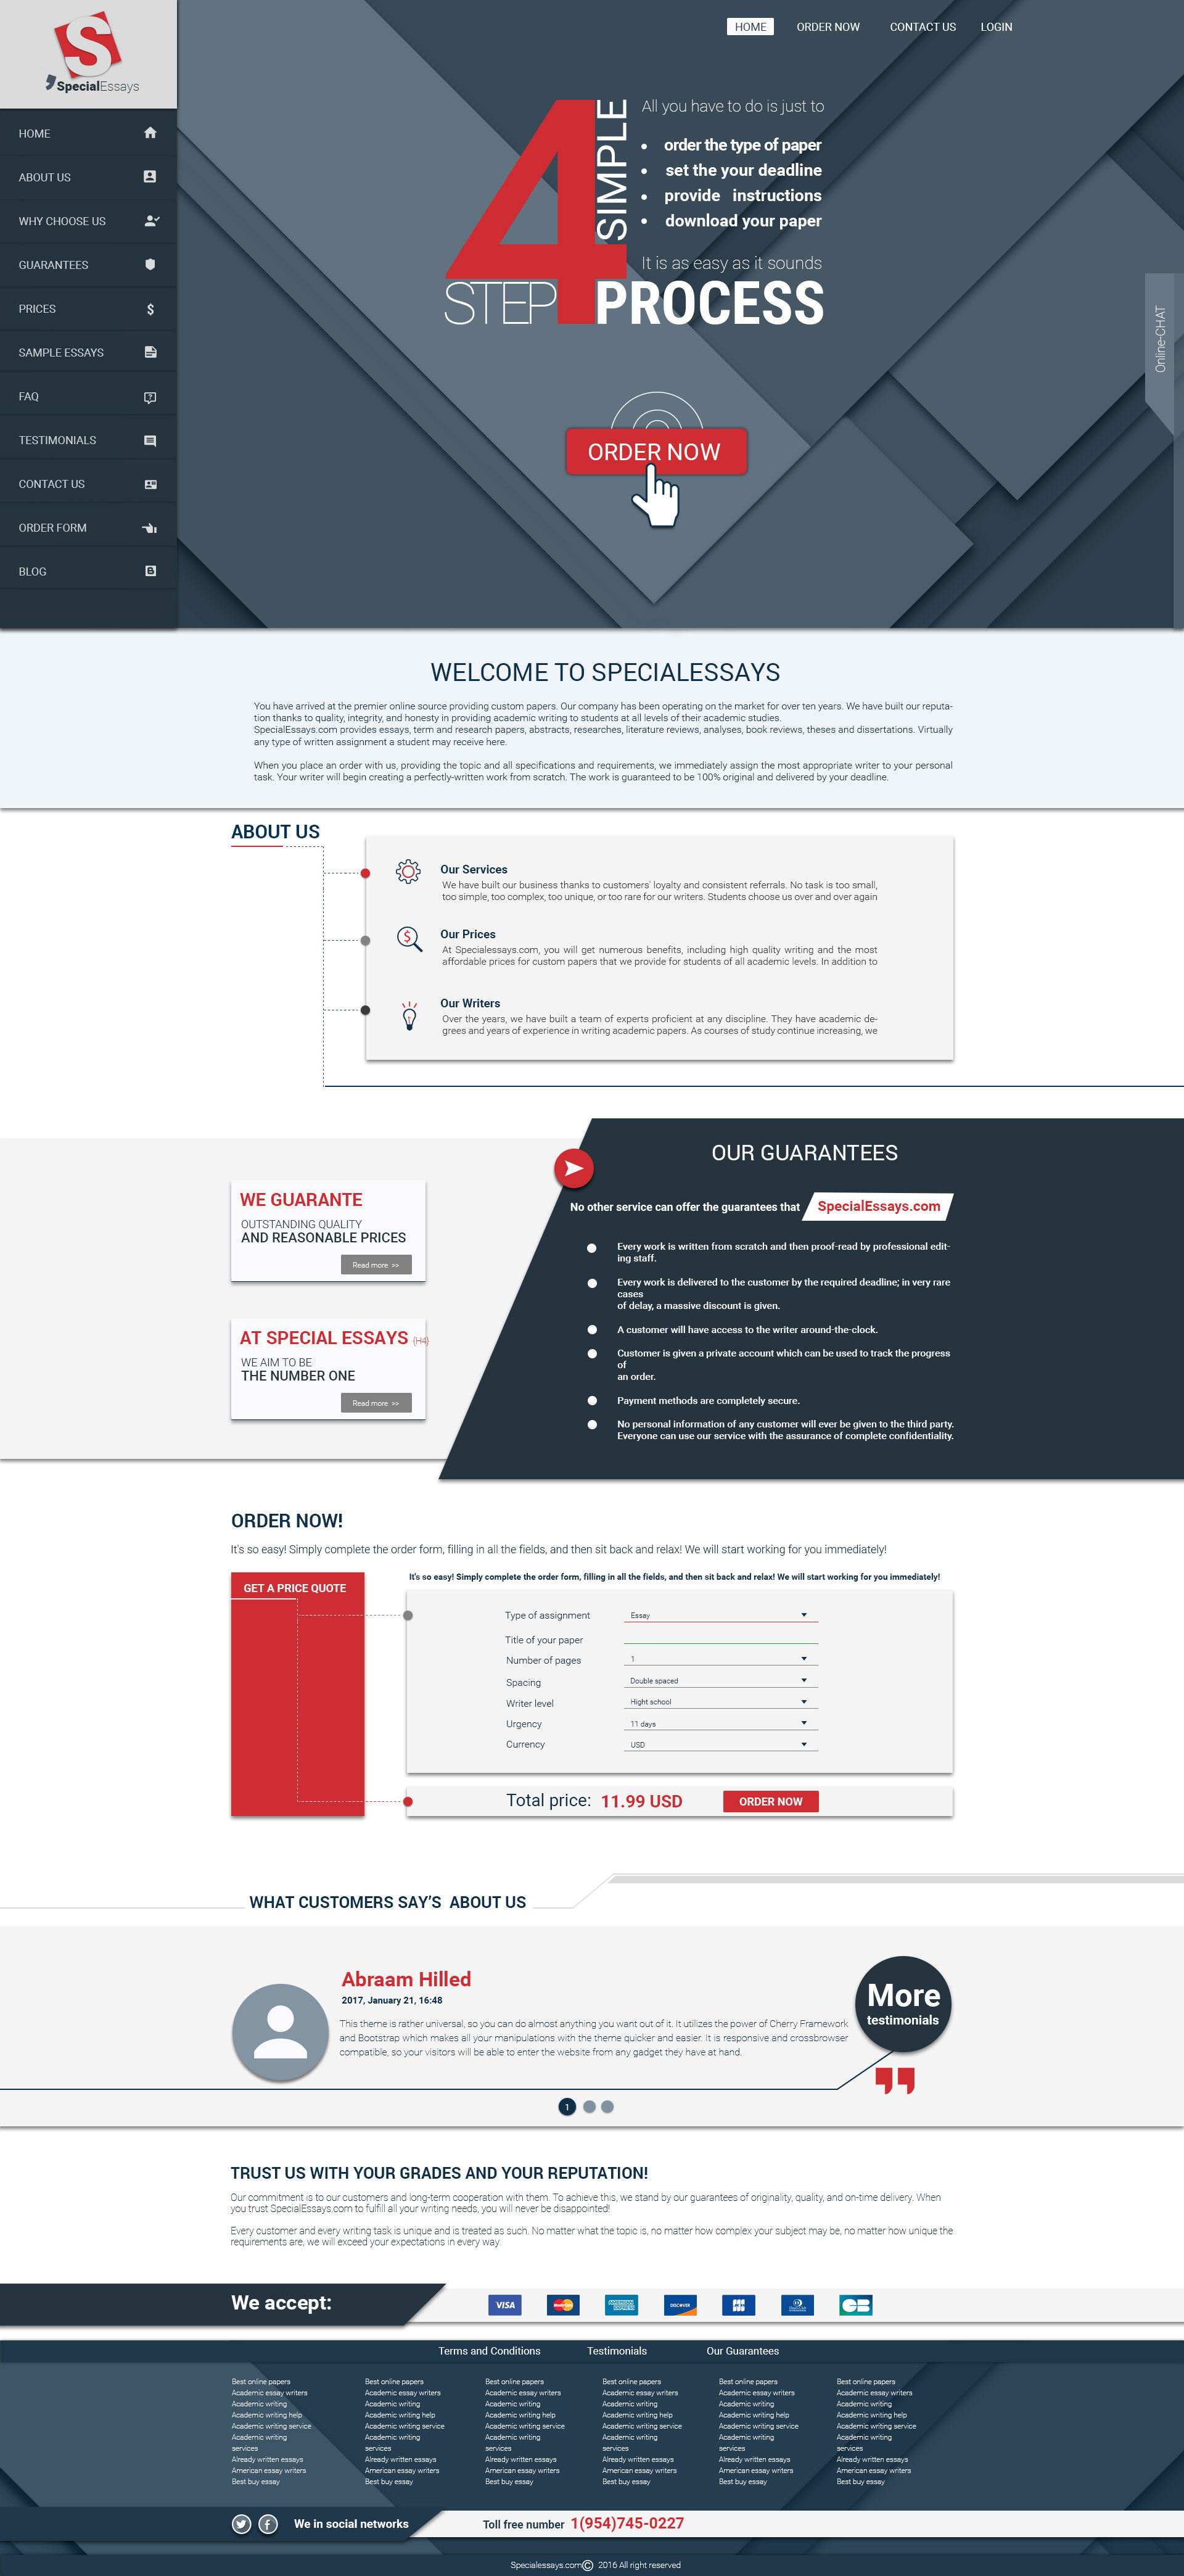 S
SpecialEssays
HOME
ORDER NOW
CONTACT US
LOGIN
HOME
ABOUT US
WHY CHOOSE US
GUARANTEES
PRICES
SAMPLE ESSAYS
FAQ
TESTIMONIALS
CONTACT US
ORDER FORM
BLOG
4
SIMPLE
STEP
PROCESS
All you have to do is just to
• order the type of paper
• set the your deadline
• provide instructions
• download your paper
It is as easy as it sounds
ORDER NOW
Online-CHAT
WELCOME TO SPECIALESSAYS
You have arrived at the premier online source providing custom papers. Our company has been operating on the market for over ten years. We have built our reputa-
tion thanks to quality, integrity, and honesty in providing academic writing to students at all levels of their academic studies.
SpecialEssays.com provides essays, term and research papers, abstracts, researches, literature reviews, analyses, book reviews, theses and dissertations. Virtually
any type of written assignment a student may receive here.
When you place an order with us, providing the topic and all specifications and requirements, we immediately assign the most appropriate writer to your personal
task. Your writer will begin creating a perfectly-written work from scratch. The work is guaranteed to be 100% original and delivered by your deadline.
ABOUT US
Our Services
We have built our business thanks to customers' loyalty and consistent referrals. No task is too small,
too simple, too complex, too unique, or too rare for our writers. Students choose us over and over again
Our Prices
At Specialessays.com, you will get numerous benefits, including high quality writing and the most
affordable prices for custom papers that we provide for students of all academic levels. In addition to
Our Writers
Over the years, we have built a team of experts proficient at any discipline. They have academic de-
grees and years of experience in writing academic papers. As courses of study continue increasing, we
WE GUARANTE
OUTSTANDING QUALITY
AND REASONABLE PRICES
Read more >>
AT SPECIAL ESSAYS {H4}
WE AIM TO BE
THE NUMBER ONE
Read more >>
OUR GUARANTEES
No other service can offer the guarantees that SpecialEssays.com
Every work is written from scratch and then proof-read by professional edit-
ing staff.
Every work is delivered to the customer by the required deadline; in very rare
cases
of delay, a massive discount is given.
A customer will have access to the writer around-the-clock.
Customer is given a private account which can be used to track the progress
of
an order.
Payment methods are completely secure.
No personal information of any customer will ever be given to the third party.
Everyone can use our service with the assurance of complete confidentiality.
ORDER NOW!
It's so easy! Simply complete the order form, filling in all the fields, and then sit back and relax! We will start working for you immediately!
GET A PRICE QUOTE
It's so easy! Simply complete the order form, filling in all the fields, and then sit back and relax! We will start working for you immediately!
Type of assignment Essay
Title of your paper
Number of pages 1
Spacing Double spaced
Writer level Hight school
Urgency 11 days
Currency USD
Total price: 11.99 USD ORDER NOW
WHAT CUSTOMERS SAY'S ABOUT US
Abraam Hilled
2017, January 21, 16:48
This theme is rather universal, so you can do almost anything you want out of it. It utilizes the power of Cherry Framework
and Bootstrap which makes all your manipulations with the theme quicker and easier. It is responsive and crossbrowser
compatible, so your visitors will be able to enter the website from any gadget they have at hand.
More
testimonials
1
TRUST US WITH YOUR GRADES AND YOUR REPUTATION!
Our commitment is to our customers and long-term cooperation with them. To achieve this, we stand by our guarantees of originality, quality, and on-time delivery. When
you trust SpecialEssays.com to fulfill all your writing needs, you will never be disappointed!
Every customer and every writing task is unique and is treated as such. No matter what the topic is, no matter how complex your subject may be, no matter how unique the
requirements are, we will exceed your expectations in every way.
We accept:
VISA
MasterCard
AMERICAN EXPRESS
DISCOVER
JCB
CB
Terms and Conditions
Testimonials
Our Guarantees
Best online papers
Academic essay writers
Academic writing
Academic writing help
Academic writing service
Academic writing
services
Already written essays
American essay writers
Best buy essay
Best online papers
Academic essay writers
Academic writing
Academic writing help
Academic writing service
Academic writing
services
Already written essays
American essay writers
Best buy essay
Best online papers
Academic essay writers
Academic writing
Academic writing help
Academic writing service
Academic writing
services
Already written essays
American essay writers
Best buy essay
Best online papers
Academic essay writers
Academic writing
Academic writing help
Academic writing service
Academic writing
services
Already written essays
American essay writers
Best buy essay
Best online papers
Academic essay writers
Academic writing
Academic writing help
Academic writing service
Academic writing
services
Already written essays
American essay writers
Best buy essay
Best online papers
Academic essay writers
Academic writing
Academic writing help
Academic writing service
Academic writing
services
Already written essays
American essay writers
Best buy essay
We in social networks
Toll free number 1(954)745-0227
Specialessays.com© 2016 All right reserved